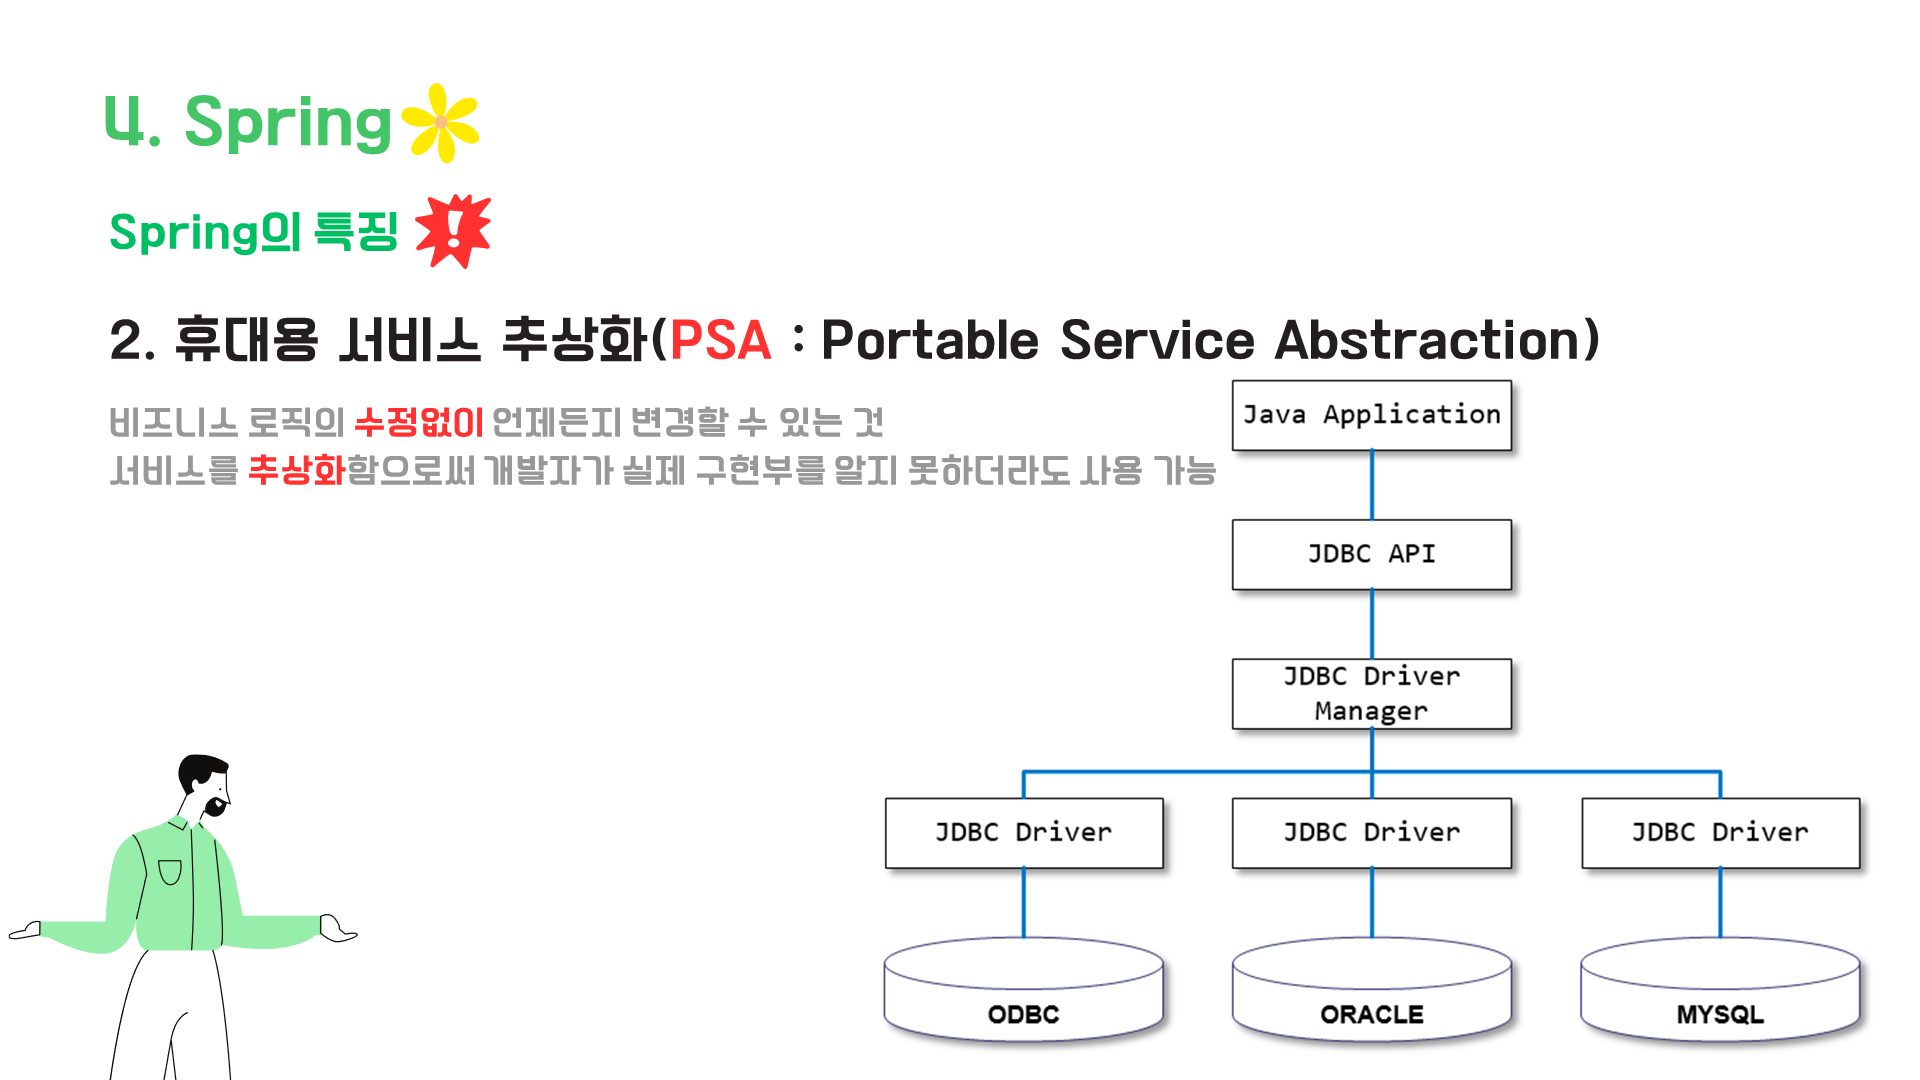 4. Spring
Spring의 특징
2. 휴대용 서비스 추상화(PSA : Portable Service Abstraction)
비즈니스 로직의 수정없이 언제든지 변경할 수 있는 것
서비스를 추상화함으로써 개발자가 실제 구현부를 알지 못하더라도 사용 가능
Java Application
JDBC API
JDBC Driver
Manager
JDBC Driver
JDBC Driver
JDBC Driver
ODBC
ORACLE
MYSQL